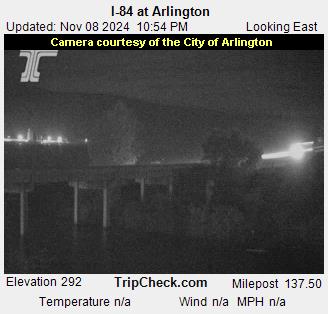 I-84 at Arlington
Updated: Nov 08 2024 10:54 PM Looking East
Camera courtesy of the City of Arlington
Elevation 292 TripCheck.com Milepost 137.50
Temperature n/a Wind n/a MPH n/a